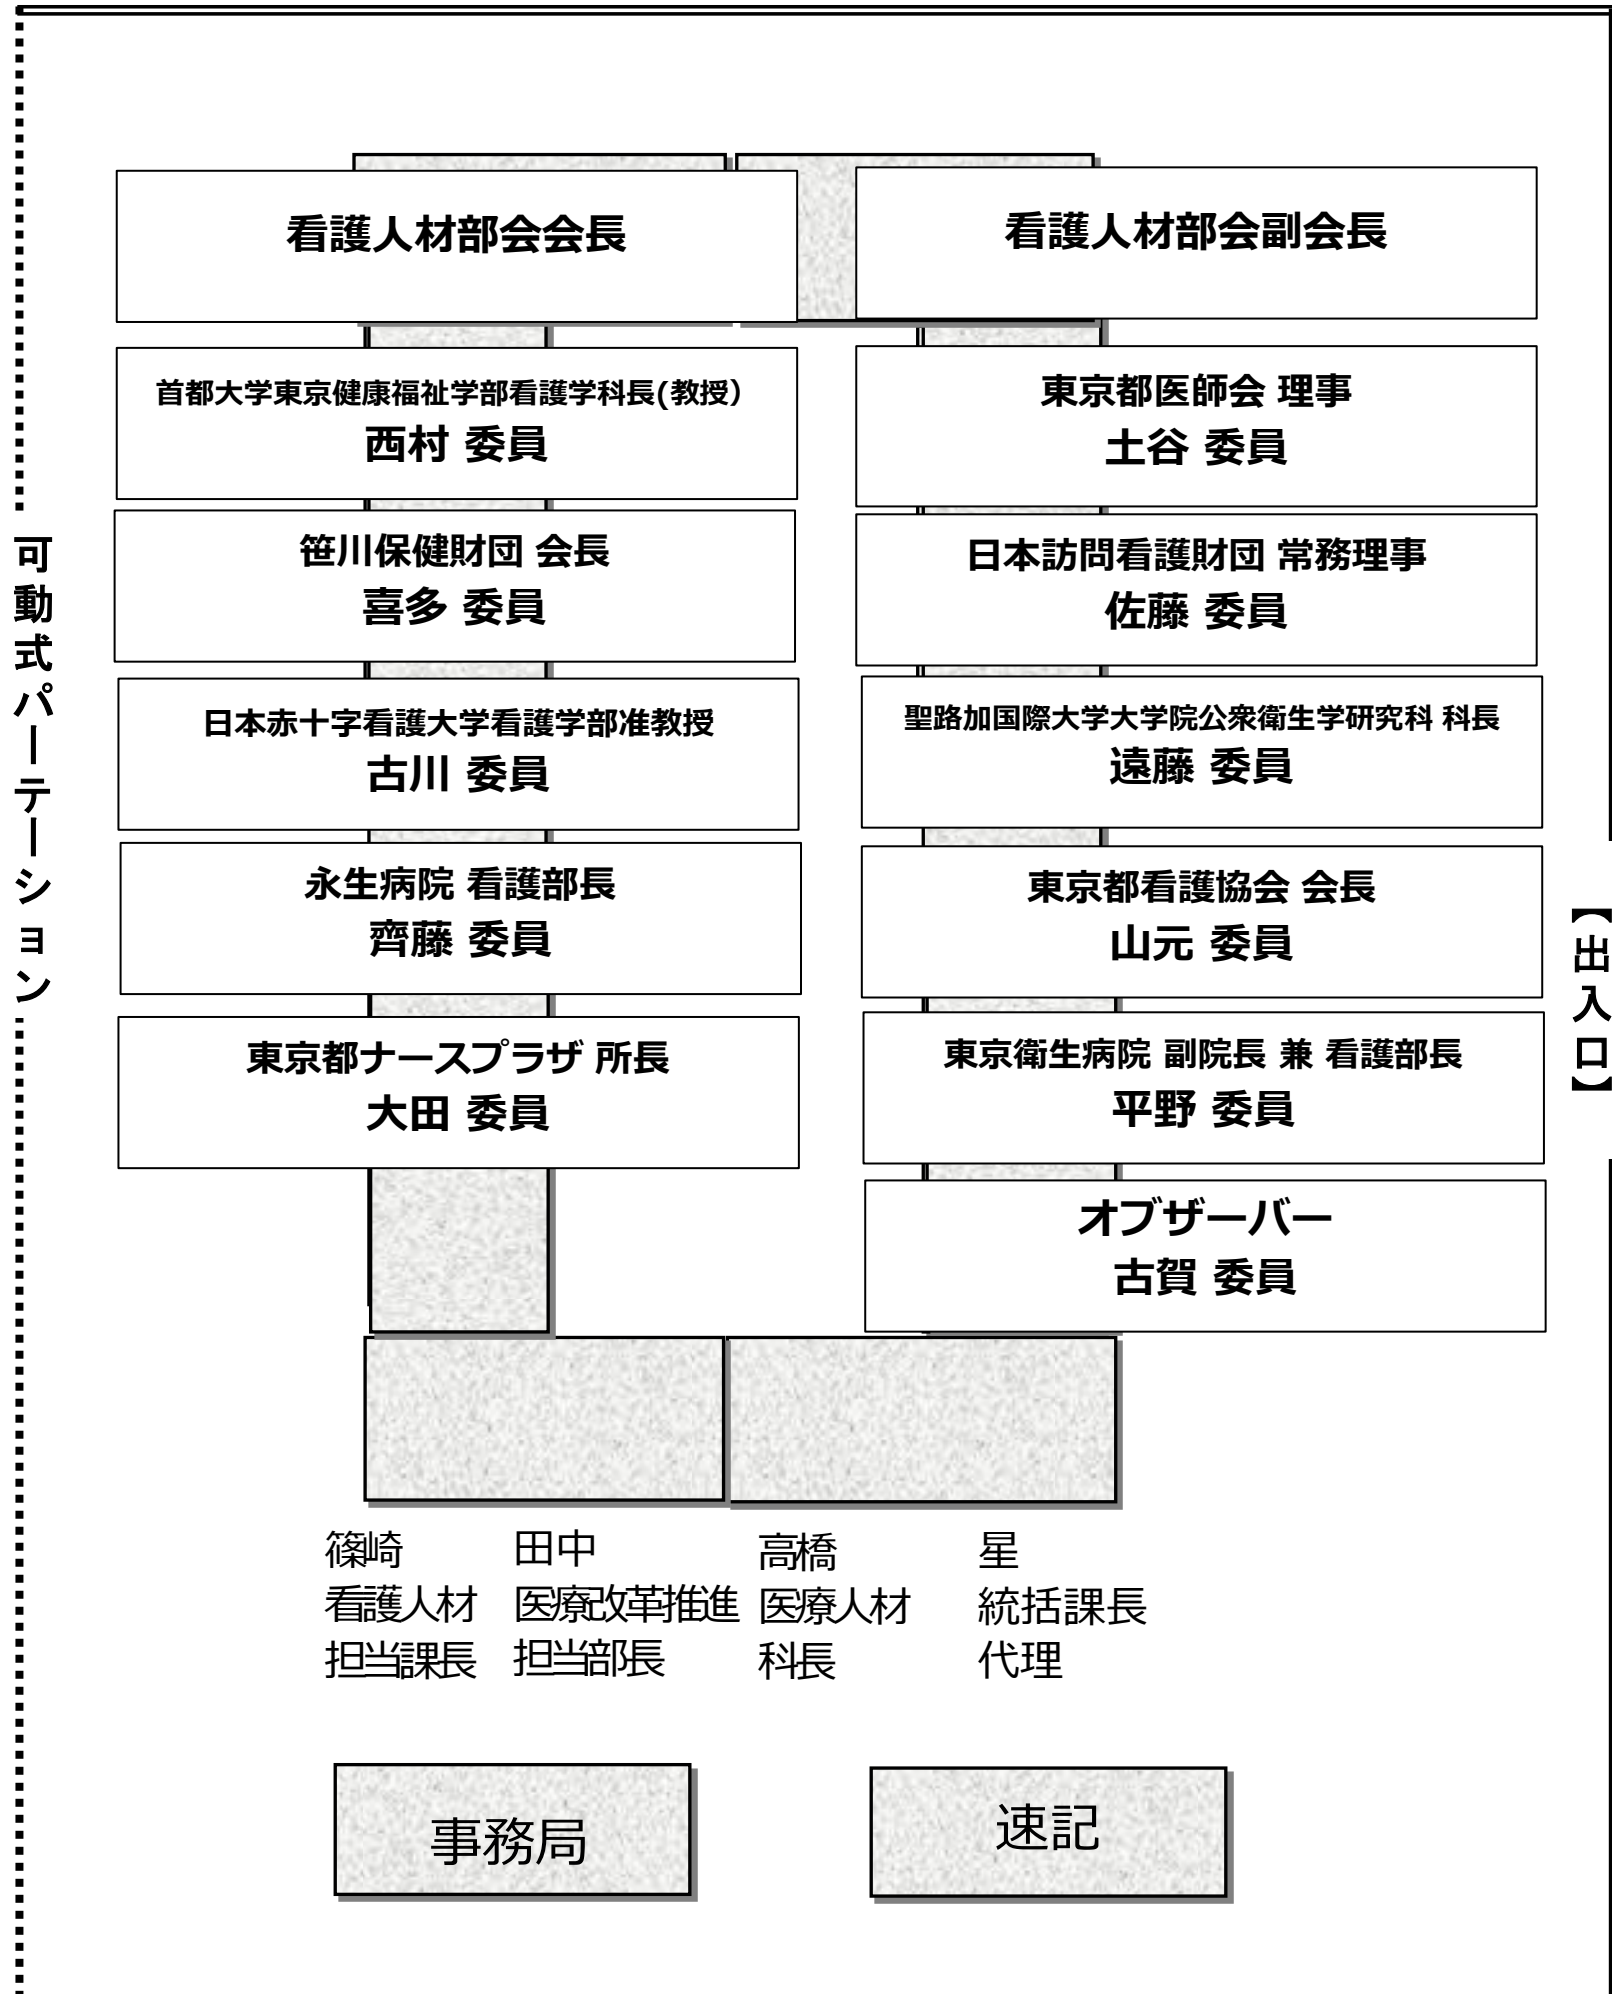 看護人材部会会長
看護人材部会副会長
首都大学東京健康福祉学部看護学科長(教授）
西村 委員
東京都医師会 理事
土谷 委員
笹川保健財団 会長
喜多 委員
日本訪問看護財団 常務理事
佐藤 委員
日本赤十字看護大学看護学部准教授
古川 委員
聖路加国際大学大学院公衆衛生学研究科 科長
遠藤 委員
永生病院 看護部長
齊藤 委員
東京都看護協会 会長
山元 委員
東京都ナースプラザ 所長
大田 委員
東京衛生病院 副院長 兼 看護部長
平野 委員
オブザーバー
古賀 委員
可動式パーテーション
【出入口】
篠崎
看護人材
担当課長
田中
医療改革推進
担当部長
高橋
医療人材
科長
星
統括課長
代理
事務局
速記